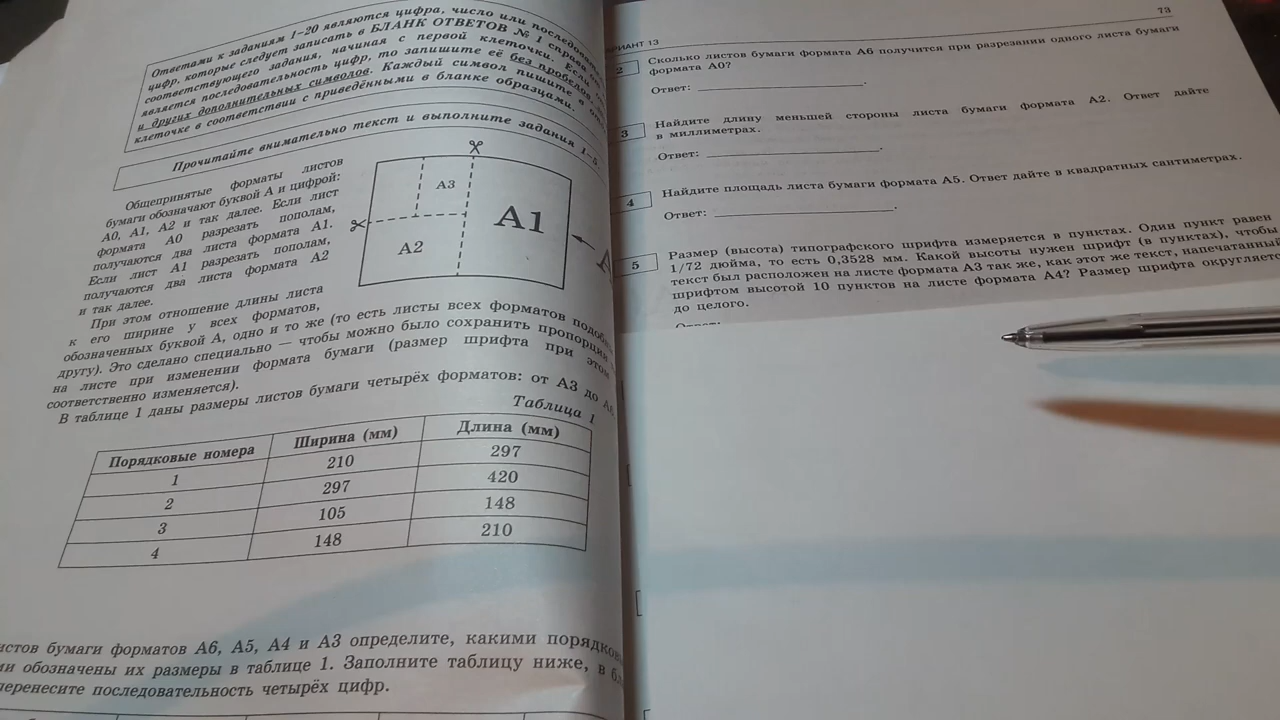 Ответами к заданиям 1–20 являются цифра, число или
цифр, которые следует записать в БЛАНК ОТВЕТОВ № 1
соответствующего задания, начиная с первой клеточки. Если
является последовательность цифр, то запишите её без пробелов,
и других дополнительных символов. Каждый символ пишите в
клеточке в соответствии с приведёнными в бланке образцами.
Прочитайте внимательно текст и выполните задания 1–5.
Общепринятые форматы листов
бумаги обозначают буквой А и цифрой:
А0, А1, А2 и так далее. Если лист
формата А0 разрезать пополам,
получаются два листа формата А1.
Если лист А1 разрезать пополам,
получаются два листа формата А2
и так далее.
А3
А1
А2
При этом отношение длины листа
к его ширине у всех форматов,
обозначенных буквой А, одно и то же (то есть листы всех форматов
другу). Это сделано специально — чтобы можно было сохранить пропорции
на листе при изменении формата бумаги (размер шрифта при этом
соответственно изменяется).
В таблице 1 даны размеры листов бумаги четырёх форматов: от А3 до А6
Таблица 1
Порядковые номера Ширина (мм) Длина (мм)
1 210 297
2 297 420
3 105 148
4 148 210
бумаги форматов А6, А5, А4 и А3 определите, какими
обозначены их размеры в таблице 1. Заполните таблицу ниже, в
перенесите последовательность четырёх цифр.
13
73
2 Сколько листов бумаги формата А6 получится при разрезании одного листа бумаги
формата А0?
Ответ: ____________.
3 Найдите длину меньшей стороны листа бумаги формата А2. Ответ дайте
в миллиметрах.
Ответ: ____________.
4 Найдите площадь листа бумаги формата А5. Ответ дайте в квадратных сантиметрах.
Ответ: ____________.
5 Размер (высота) типографского шрифта измеряется в пунктах. Один пункт равен
1/72 дюйма, то есть 0,3528 мм. Какой высоты нужен шрифт (в пунктах), чтобы
текст был расположен на листе формата А3 так же, как этот же текст, напечатанный
шрифтом высотой 10 пунктов на листе формата А4? Размер шрифта округляется
до целого.